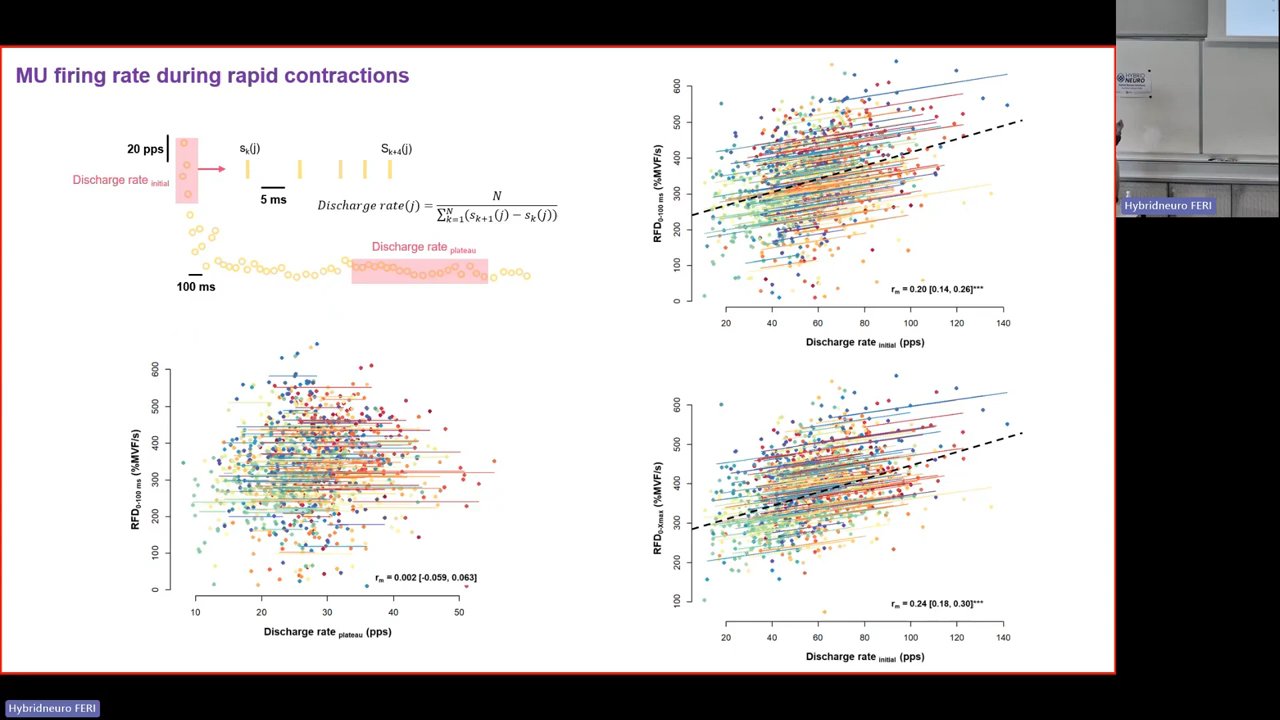 MU firing rate during rapid contractions
20 pps
Discharge rate initial
sk(j)
Sk+4(j)
5 ms
Discharge rate(j) = N / ∑_{k=1}^{N}(s_{k+1}(j) − s_k(j))
Discharge rate plateau
100 ms
RFD0-100 ms (%MVF/s)
600
500
400
300
200
100
0
rm = 0.20 [0.14, 0.26]***
20 40 60 80 100 120 140
Discharge rate initial (pps)
RFD0-100 ms (%MVF/s)
600
500
400
300
200
100
0
rm = 0.002 [-0.059, 0.063]
10 20 30 40 50
Discharge rate plateau (pps)
RFD0-Xmax (%MVF/s)
600
500
400
300
200
100
rm = 0.24 [0.18, 0.30]***
20 40 60 80 100 120 140
Discharge rate initial (pps)
HYBRID
NEURO
Hybridneuro FERI
Hybridneuro FERI